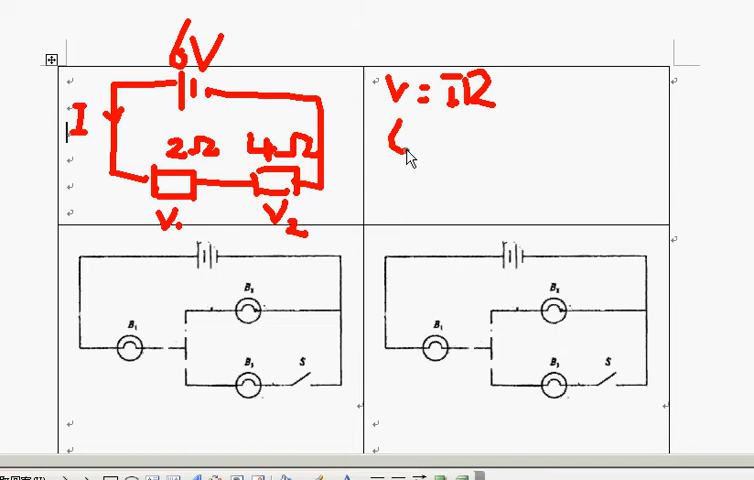 6V
I
2Ω 4Ω
V₁ V₂
V = IR
B₂
B₁
B₃ S
B₂
B₁
B₃ S